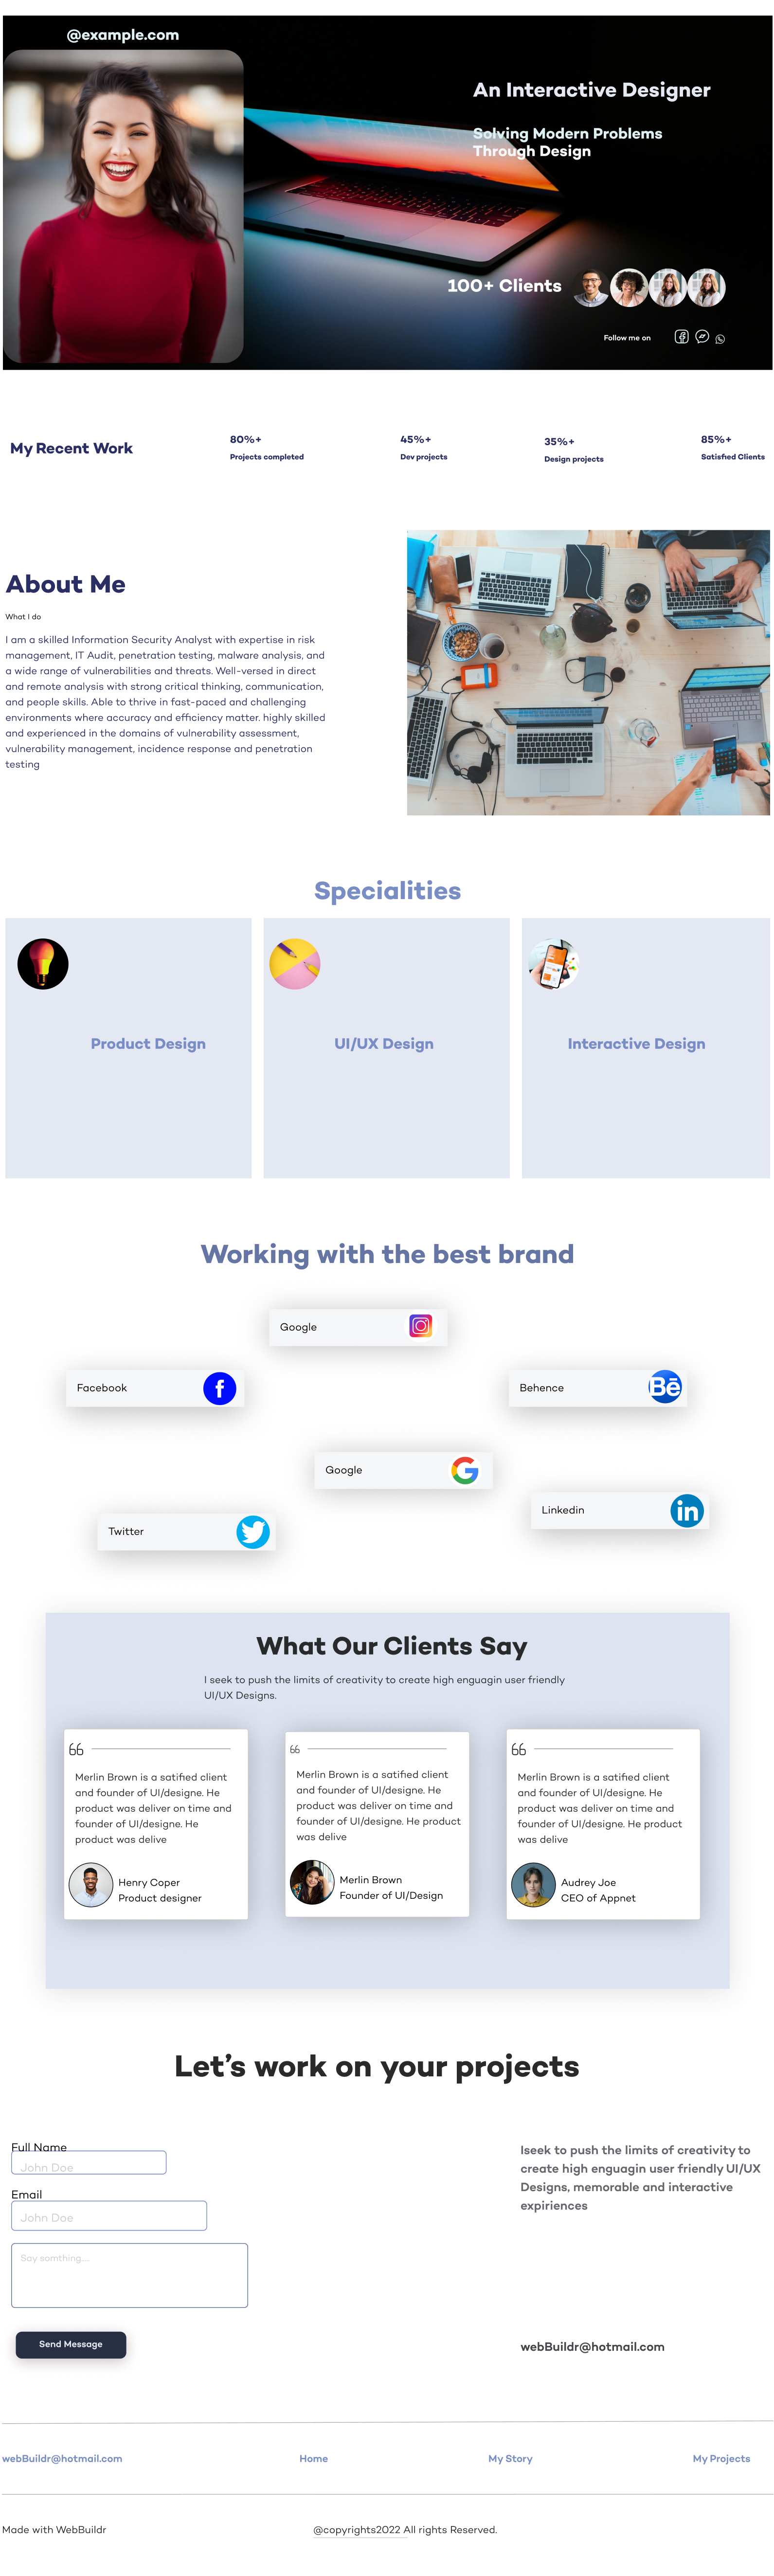 @example.com
An Interactive Designer
Solving Modern Problems
Through Design
100+ Clients
Follow me on
My Recent Work
80%+
Projects completed
45%+
Dev projects
35%+
Design projects
85%+
Satisfied Clients
About Me
What I do
I am a skilled Information Security Analyst with expertise in risk
management, IT Audit, penetration testing, malware analysis, and
a wide range of vulnerabilities and threats. Well-versed in direct
and remote analysis with strong critical thinking, communication,
and people skills. Able to thrive in fast-paced and challenging
environments where accuracy and efficiency matter. highly skilled
and experienced in the domains of vulnerability assessment,
vulnerability management, incidence response and penetration
testing
Specialities
Product Design
UI/UX Design
Interactive Design
Working with the best brand
Google
Facebook
f
Behence
Bē
Google
G
Linkedin
in
Twitter
What Our Clients Say
I seek to push the limits of creativity to create high enguagin user friendly
UI/UX Designs.
Merlin Brown is a satified client
and founder of UI/designe. He
product was deliver on time and
founder of UI/designe. He
product was delive
Henry Coper
Product designer
Merlin Brown is a satified client
and founder of UI/designe. He
product was deliver on time and
founder of UI/designe. He product
was delive
Merlin Brown
Founder of UI/Design
Merlin Brown is a satified client
and founder of UI/designe. He
product was deliver on time and
founder of UI/designe. He product
was delive
Audrey Joe
CEO of Appnet
Let's work on your projects
Full Name
John Doe
Email
John Doe
Say somthing....
Send Message
Iseek to push the limits of creativity to
create high enguagin user friendly UI/UX
Designs, memorable and interactive
expiriences
webBuildr@hotmail.com
webBuildr@hotmail.com
Home
My Story
My Projects
Made with WebBuildr
@copyrights2022 All rights Reserved.